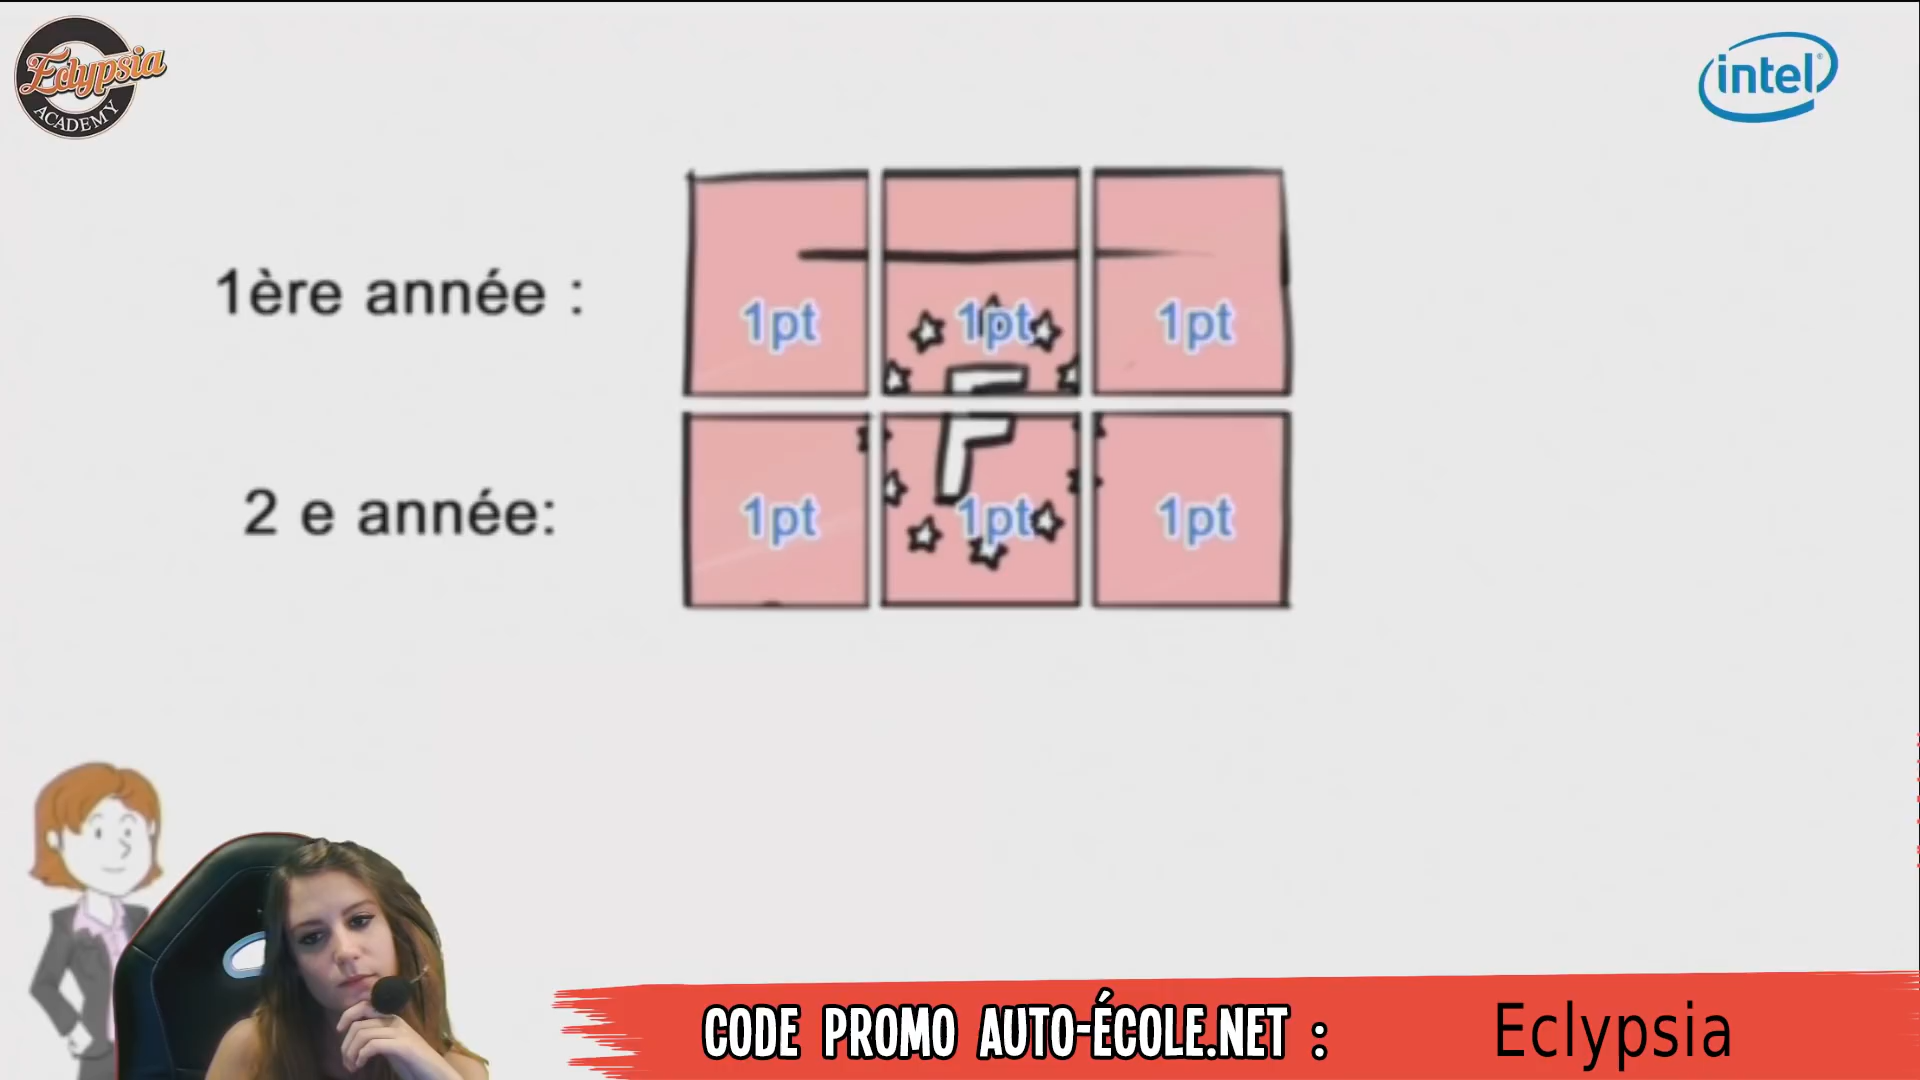 Eclypsia
ACADEMY
intel
1ère année :
1pt
1pt
1pt
F
2 e année:
1pt
1pt
1pt
CODE PROMO AUTO-ÉCOLE.NET :
Eclypsia